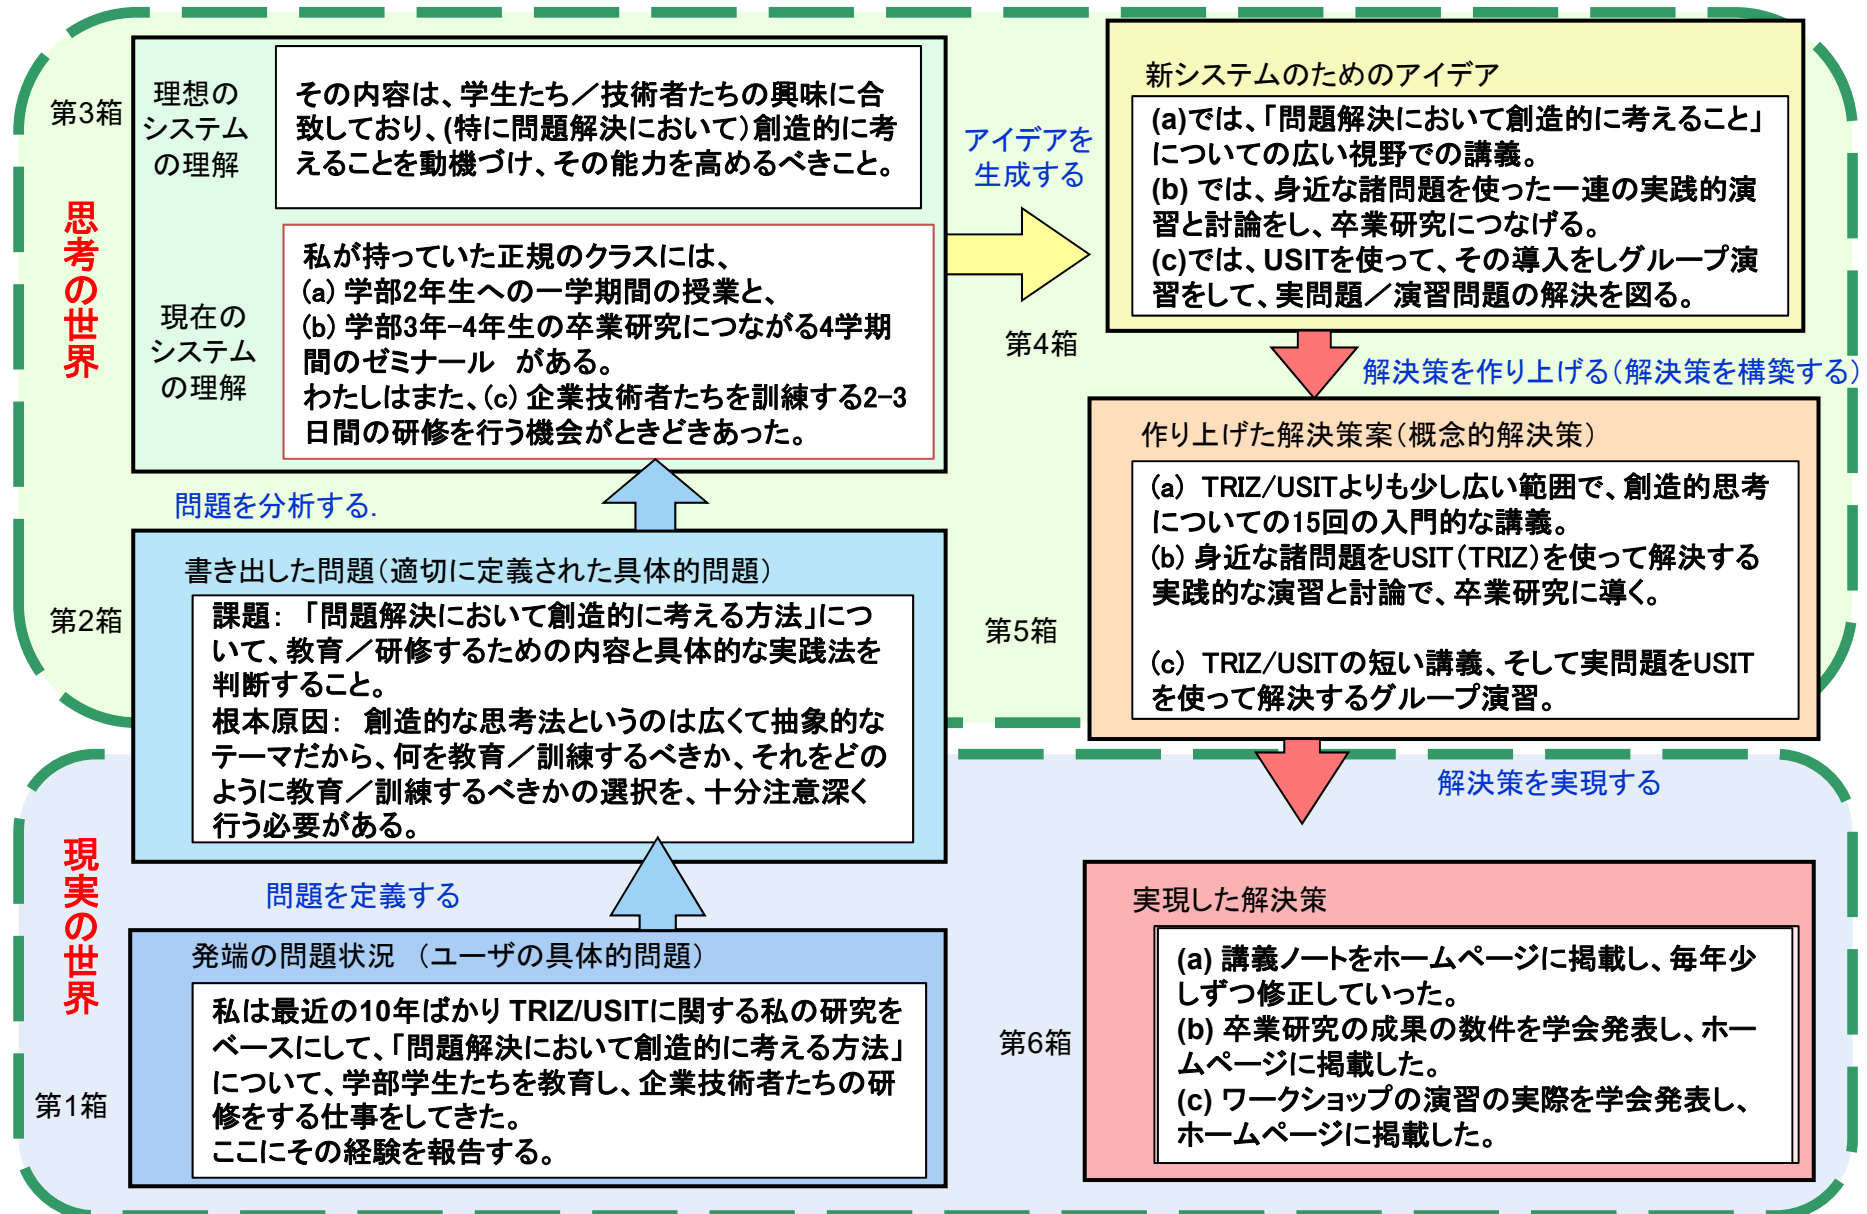 第3箱
理想の
システム
の理解
その内容は、学生たち／技術者たちの興味に合
致しており、(特に問題解決において)創造的に考
えることを動機づけ、その能力を高めるべきこと。
思考の世界
現在の
システム
の理解
私が持っていた正規のクラスには、
(a) 学部2年生への一学期間の授業と、
(b) 学部3年-4年生の卒業研究につながる4学期
間のゼミナール　がある。
わたしはまた、(c) 企業技術者たちを訓練する2-3
日間の研修を行う機会がときどきあった。
アイデアを
生成する
第4箱
新システムのためのアイデア
(a)では、「問題解決において創造的に考えること」
についての広い視野での講義。
(b) では、身近な諸問題を使った一連の実践的演
習と討論をし、卒業研究につなげる。
(c)では、USITを使って、その導入をしグループ演
習をして、実問題／演習問題の解決を図る。
解決策を作り上げる(解決策を構築する)
問題を分析する.
第2箱
書き出した問題(適切に定義された具体的問題)
課題：「問題解決において創造的に考える方法」につ
いて、教育／研修するための内容と具体的な実践法を
判断すること。
根本原因： 創造的な思考法というのは広くて抽象的な
テーマだから、何を教育／訓練するべきか、それをどの
ように教育／訓練するべきかの選択を、十分注意深く
行う必要がある。
第5箱
作り上げた解決策案(概念的解決策)
(a) TRIZ/USITよりも少し広い範囲で、創造的思考
についての15回の入門的な講義。
(b) 身近な諸問題をUSIT(TRIZ)を使って解決する
実践的な演習と討論で、卒業研究に導く。
(c) TRIZ/USITの短い講義、そして実問題をUSIT
を使って解決するグループ演習。
解決策を実現する
現実の世界
問題を定義する
第1箱
発端の問題状況 （ユーザの具体的問題）
私は最近の10年ばかり TRIZ/USITに関する私の研究を
ベースにして、「問題解決において創造的に考える方法」
について、学部学生たちを教育し、企業技術者たちの研
修をする仕事をしてきた。
ここにその経験を報告する。
第6箱
実現した解決策
(a) 講義ノートをホームページに掲載し、毎年少
しずつ修正していった。
(b) 卒業研究の成果の数件を学会発表し、ホー
ムページに掲載した。
(c) ワークショップの演習の実際を学会発表し、
ホームページに掲載した。